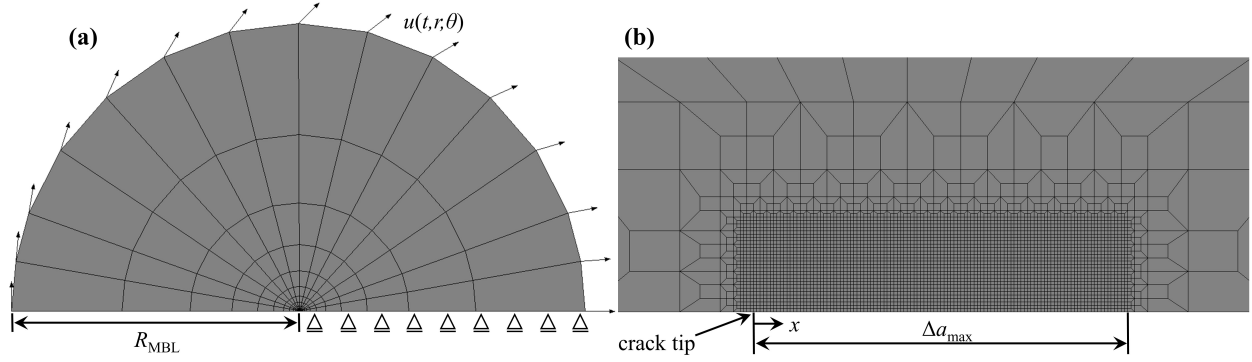 (a)
u(t,r,θ)
R_MBL
(b)
crack tip
x
Δa_max